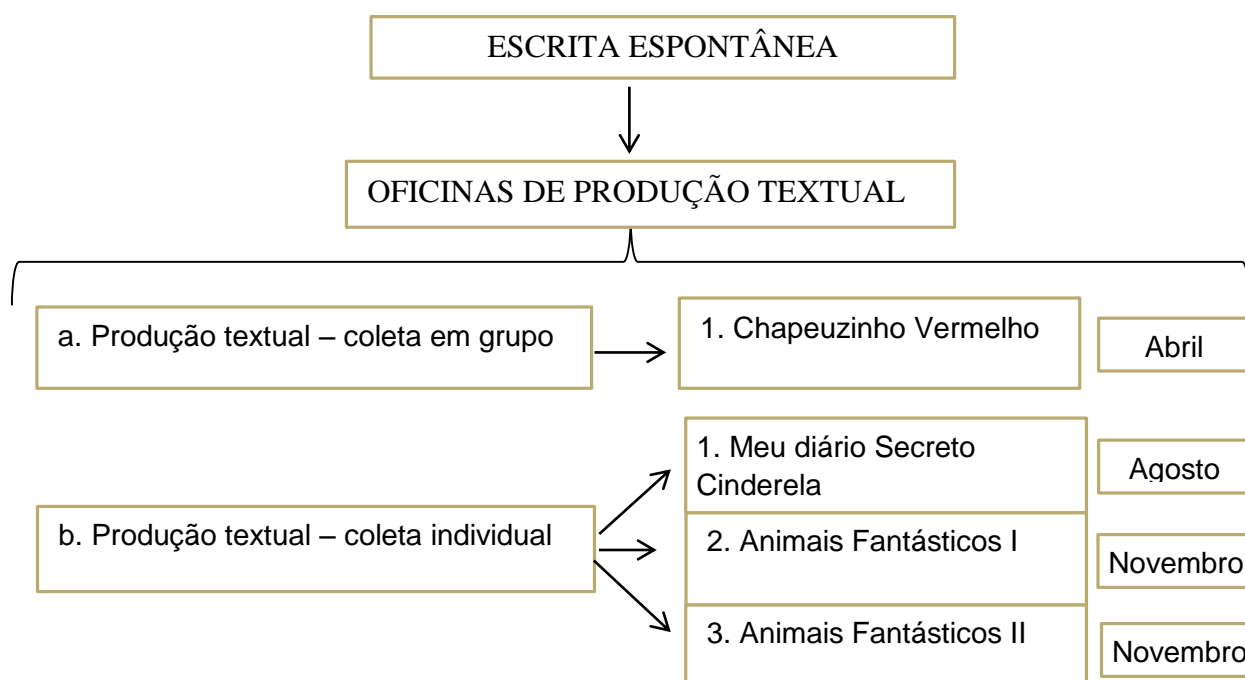 ESCRITA ESPONTÂNEA
OFICINAS DE PRODUÇÃO TEXTUAL
a. Produção textual – coleta em grupo
1. Chapeuzinho Vermelho
Abril
b. Produção textual – coleta individual
1. Meu diário Secreto
Cinderela
Agosto
2. Animais Fantásticos I
Novembro
3. Animais Fantásticos II
Novembro